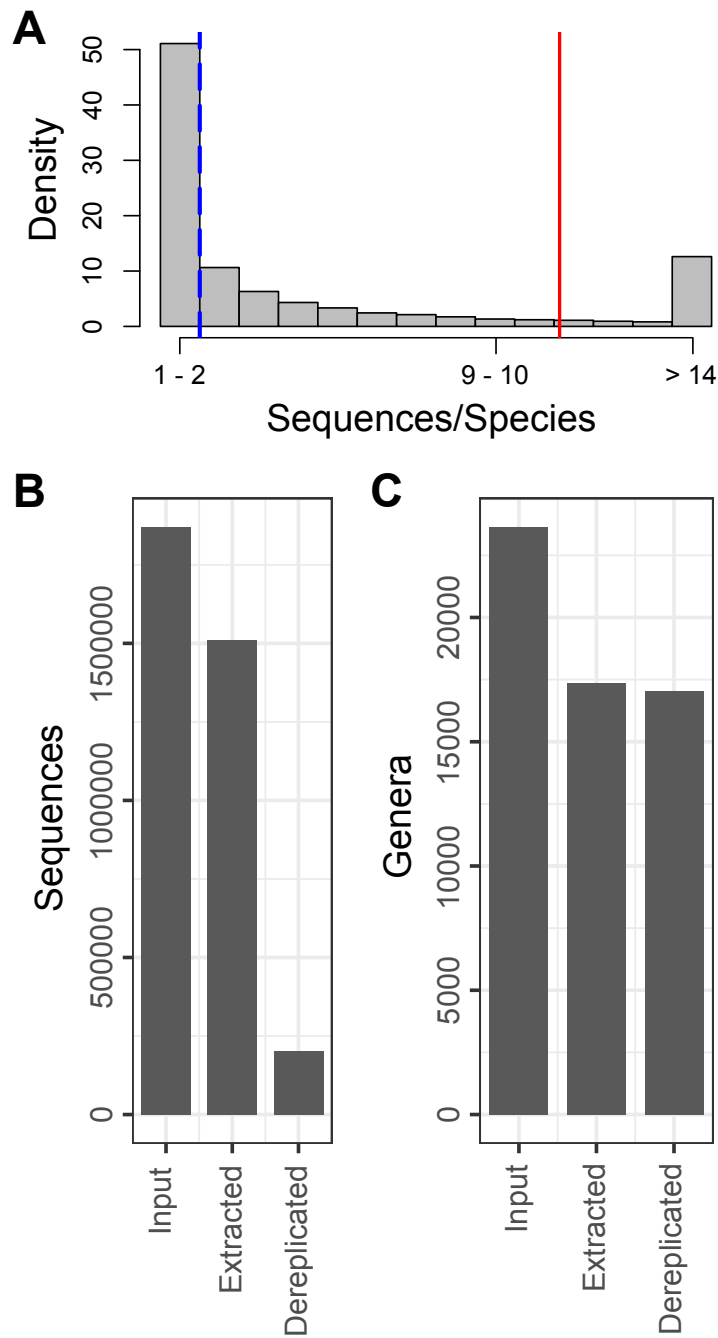 A
Density
50
40
30
20
10
0
1 - 2
9 - 10
> 14
Sequences/Species
B
Sequences
1500000
1000000
500000
0
Input
Extracted
Dereplicated
C
Genera
20000
15000
10000
5000
0
Input
Extracted
Dereplicated